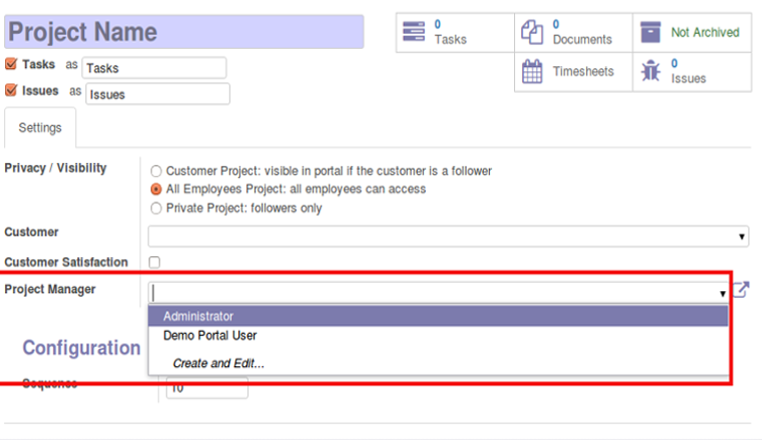 Project Name
0
Tasks
0
Documents
Not Archived
Timesheets
0
Issues
Tasks as Tasks
Issues as Issues
Settings
Privacy / Visibility
Customer Project: visible in portal if the customer is a follower
All Employees Project: all employees can access
Private Project: followers only
Customer
Customer Satisfaction
Project Manager
Administrator
Demo Portal User
Create and Edit...
Configuration
Sequence 10